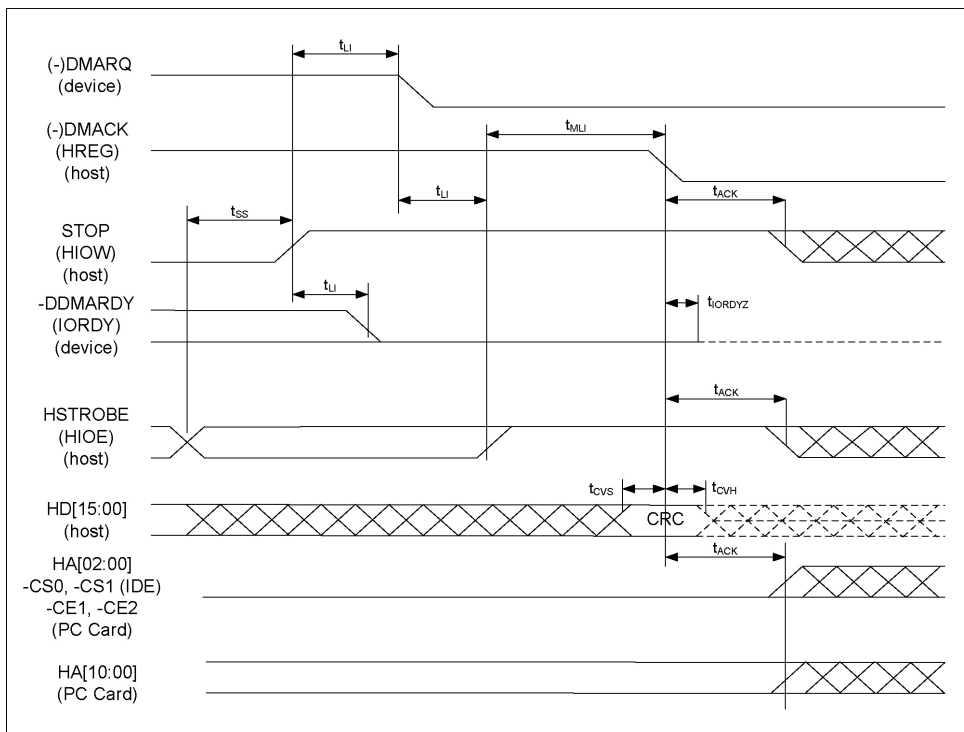 tLI
(-)DMARQ
(device)
(-)DMACK
(HREG)
(host)
tMLI
tLI
tACK
tSS
STOP
(HIOW)
(host)
tLI
-DDMARDY
(IORDY)
(device)
tIORDYZ
tACK
HSTROBE
(HIOE)
(host)
tCVS
tCVH
HD[15:00]
(host)
CRC
tACK
HA[02:00]
-CS0, -CS1 (IDE)
-CE1, -CE2
(PC Card)
HA[10:00]
(PC Card)